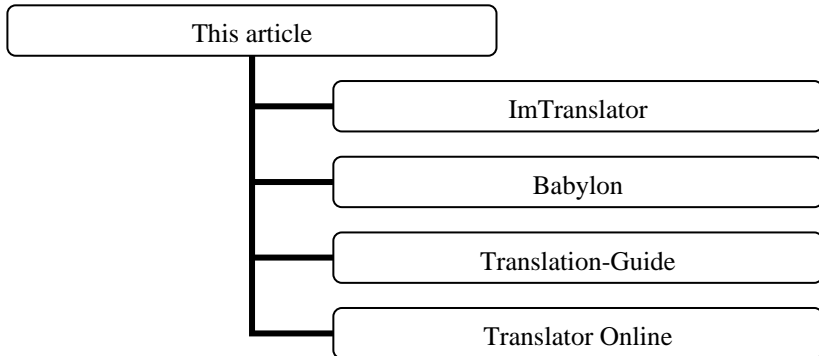 This article
ImTranslator
Babylon
Translation-Guide
Translator Online